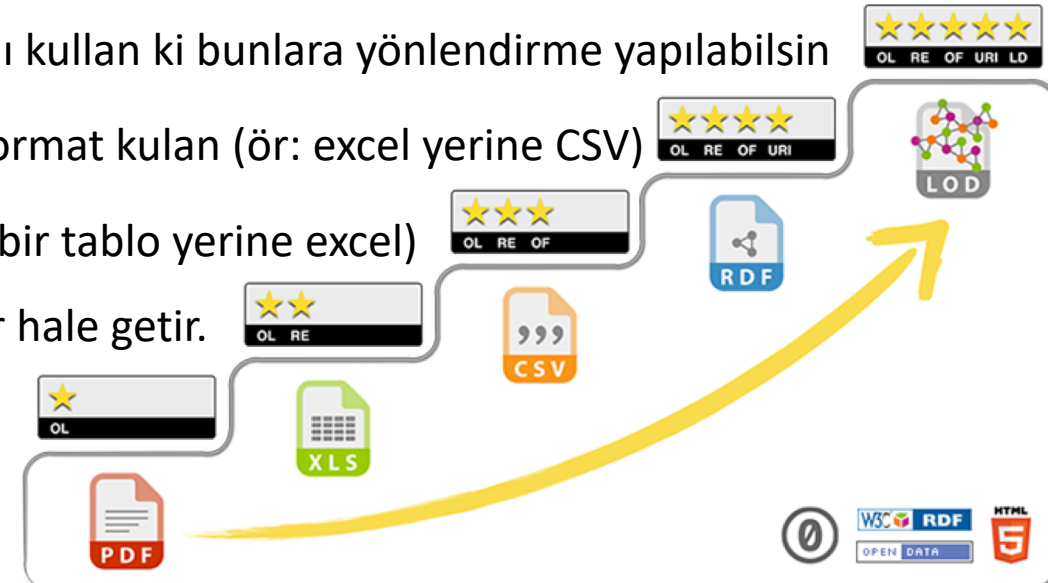 ı kullan ki bunlara yönlendirme yapılabilsin
OL RE OF URI LD
ormat kulan (ör: excel yerine CSV)
OL RE OF URI
LOD
bir tablo yerine excel)
OL RE OF
RDF
r hale getir.
OL RE
,,,
CSV
OL
XLS
PDF
0
W3C RDF
OPEN DATA
HTML
5